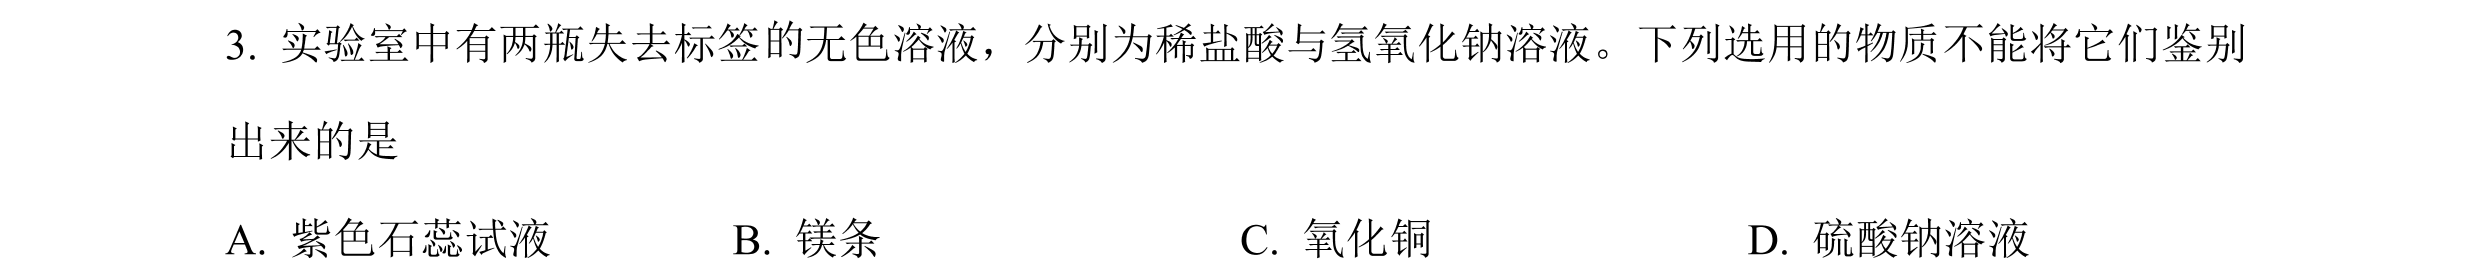 3. 实验室中有两瓶失去标签的无色溶液，分别为稀盐酸与氢氧化钠溶液。下列选用的物质不能将它们鉴别
出来的是
A. 紫色石蕊试液 B. 镁条 C. 氧化铜 D. 硫酸钠溶液